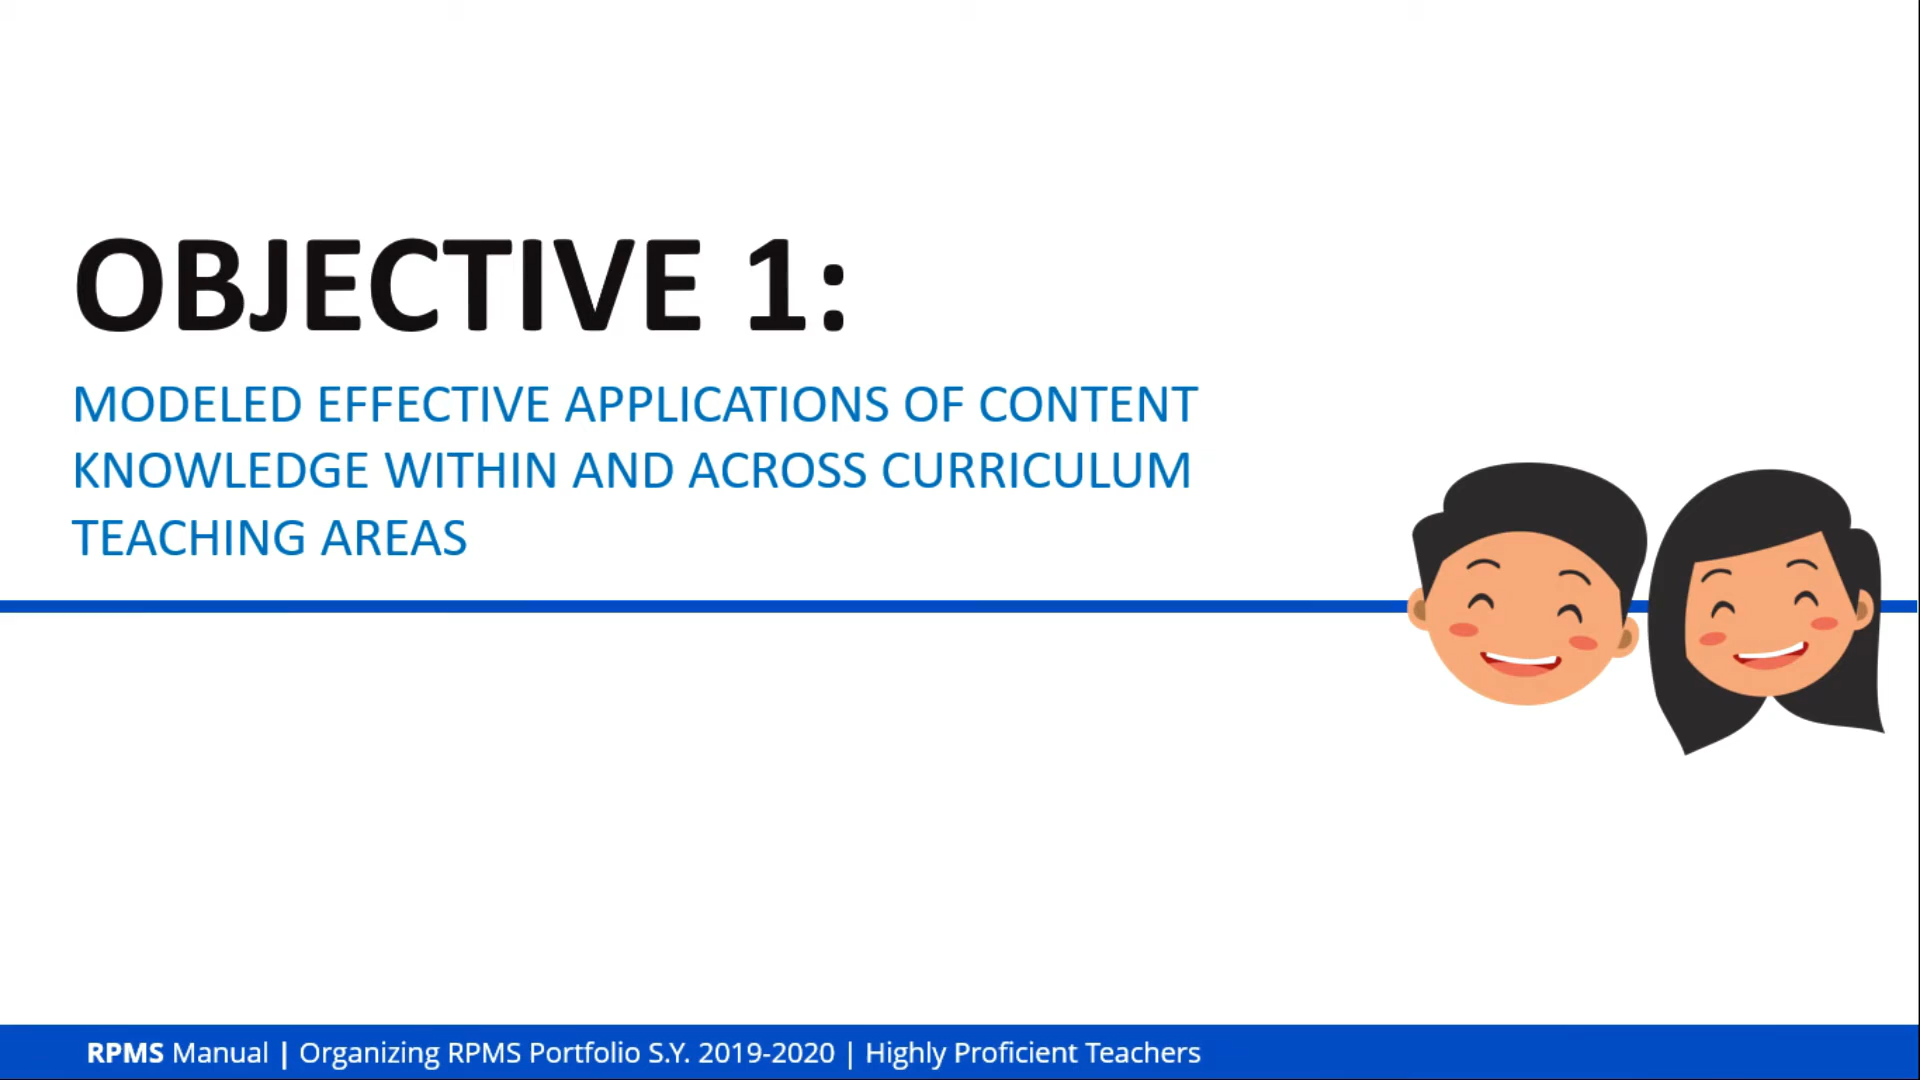 OBJECTIVE 1:
MODELED EFFECTIVE APPLICATIONS OF CONTENT
KNOWLEDGE WITHIN AND ACROSS CURRICULUM
TEACHING AREAS
RPMS Manual | Organizing RPMS Portfolio S.Y. 2019-2020 | Highly Proficient Teachers